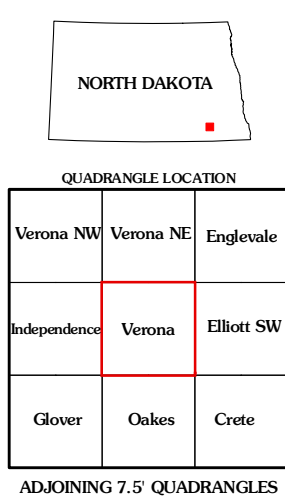 NORTH DAKOTA
QUADRANGLE LOCATION
Verona NW Verona NE Englevale
Independence Verona Elliott SW
Glover Oakes Crete
ADJOINING 7.5' QUADRANGLES